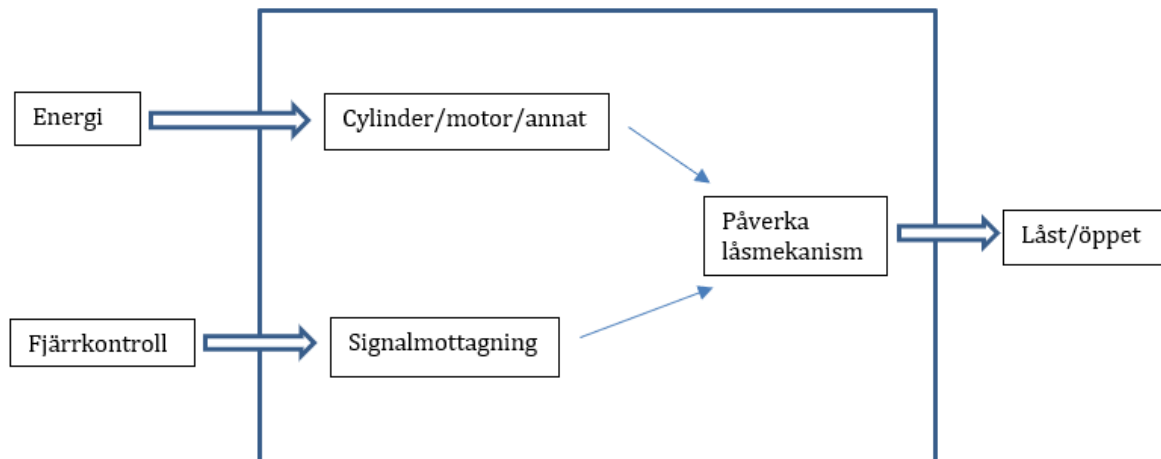 Energi
Cylinder/motor/annat
Påverka
låsmekanism
Låst/öppet
Fjärrkontroll
Signalmottagning